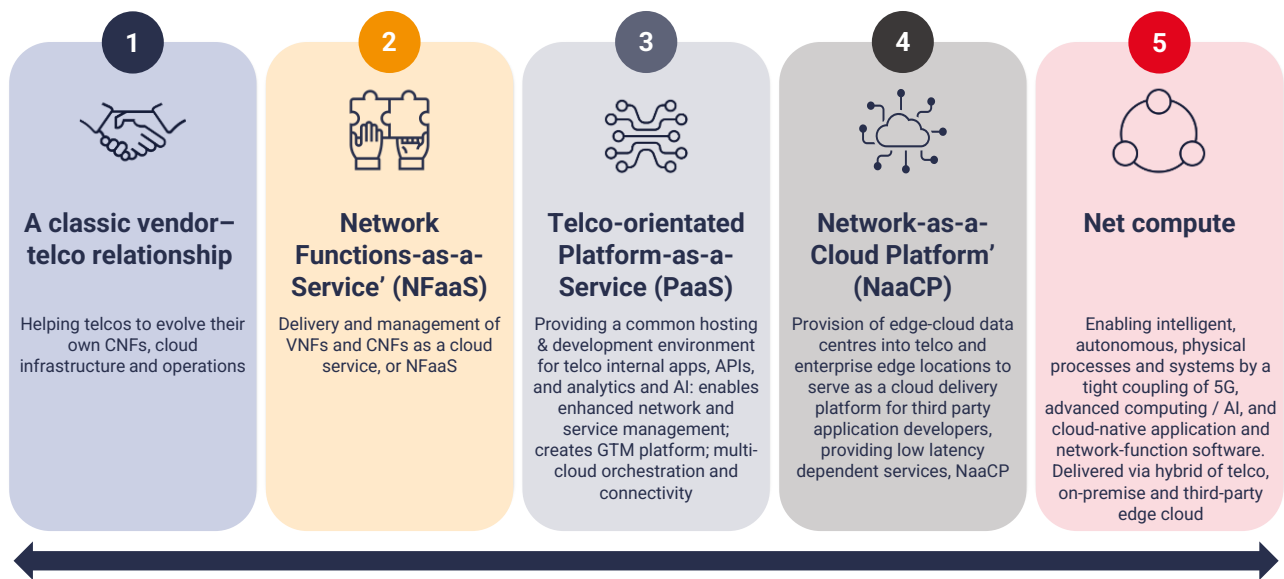 1
A classic vendor–
telco relationship
Helping telcos to evolve their
own CNFs, cloud
infrastructure and operations
2
Network
Functions-as-a-
Service’ (NFaaS)
Delivery and management of
VNFs and CNFs as a cloud
service, or NFaaS
3
Telco-orientated
Platform-as-a-
Service (PaaS)
Providing a common hosting
& development environment
for telco internal apps, APIs,
and analytics and AI: enables
enhanced network and
service management;
creates GTM platform; multi-
cloud orchestration and
connectivity
4
Network-as-a-
Cloud Platform’
(NaaCP)
Provision of edge-cloud data
centres into telco and
enterprise edge locations to
serve as a cloud delivery
platform for third party
application developers,
providing low latency
dependent services, NaaCP
5
Net compute
Enabling intelligent,
autonomous, physical
processes and systems by a
tight coupling of 5G,
advanced computing / AI, and
cloud-native application and
network-function software.
Delivered via hybrid of telco,
on-premise and third-party
edge cloud